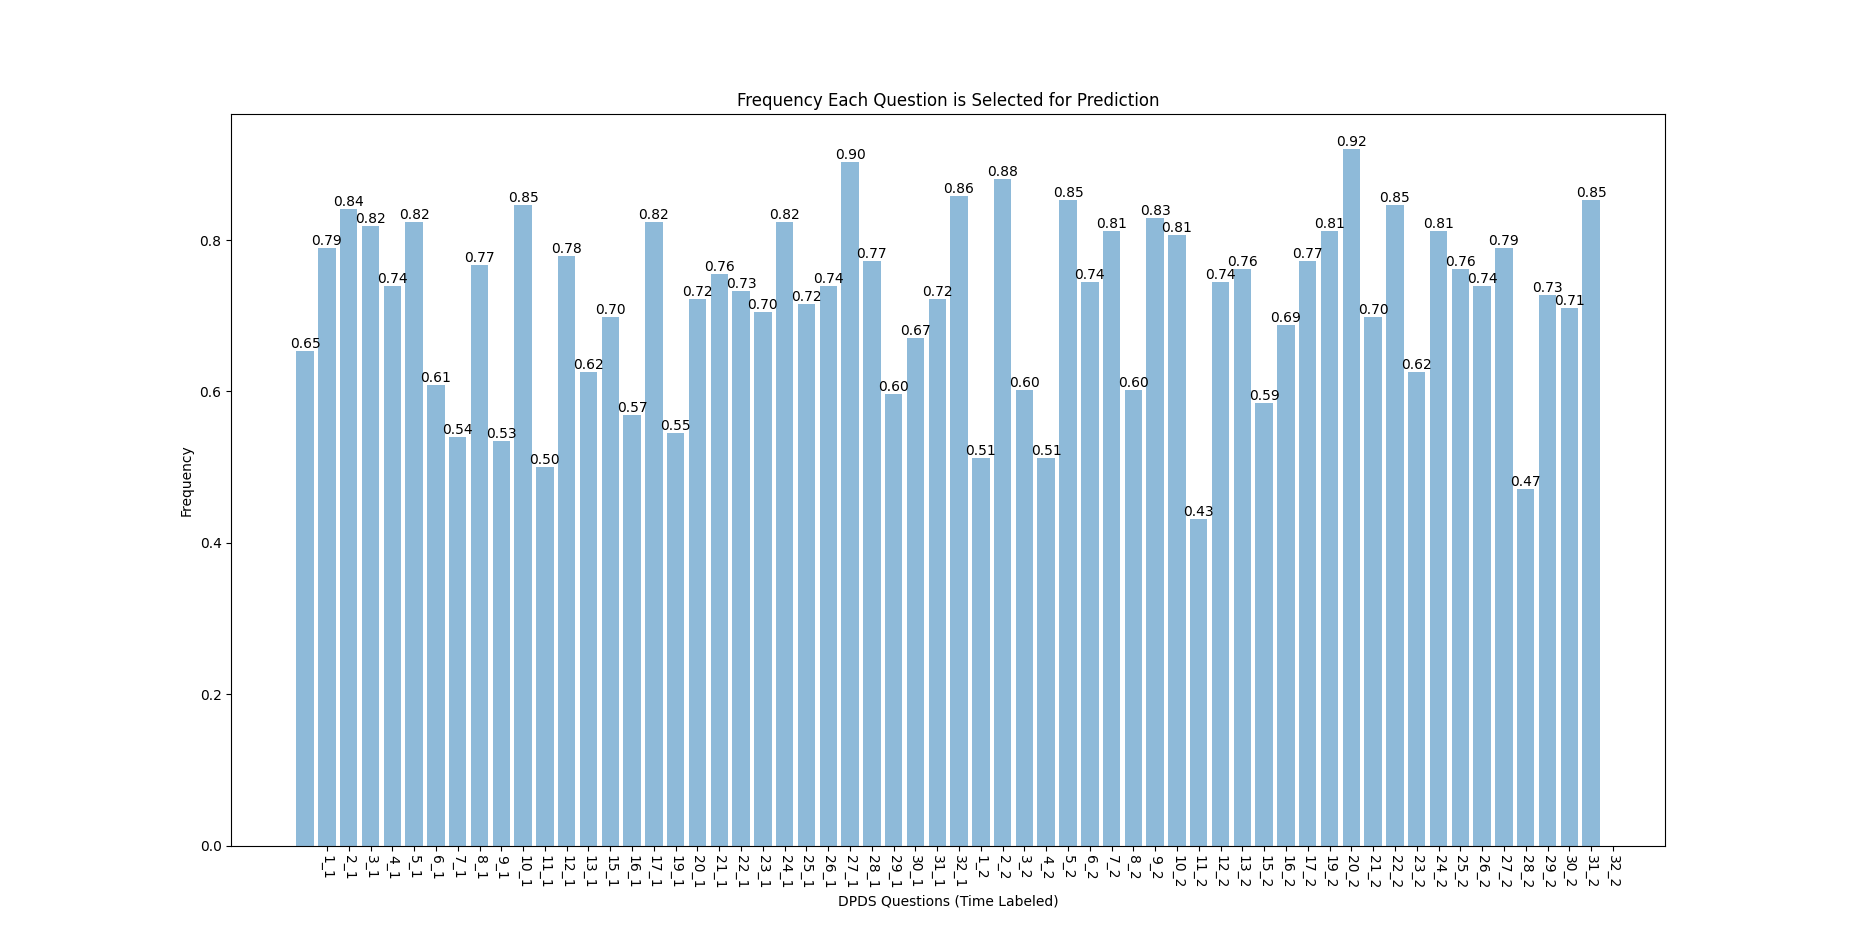 Frequency Each Question is Selected for Prediction
0.65 0.79 0.84 0.82 0.74 0.82 0.61 0.54 0.77 0.53 0.85 0.50 0.78 0.62 0.70 0.57 0.82 0.55 0.72 0.76 0.73 0.70 0.82 0.72 0.74 0.90 0.77 0.60 0.67 0.72 0.86 0.51 0.88 0.60 0.51 0.85 0.74 0.81 0.60 0.83 0.81 0.43 0.74 0.76 0.59 0.69 0.77 0.81 0.92 0.70 0.85 0.62 0.81 0.76 0.74 0.79 0.47 0.73 0.71 0.85
0.8
0.6
0.4
0.2
0.0
Frequency
1_1 2_1 3_1 4_1 5_1 6_1 7_1 8_1 9_1 10_1 11_1 12_1 13_1 15_1 16_1 17_1 19_1 20_1 21_1 22_1 23_1 24_1 25_1 26_1 27_1 28_1 29_1 30_1 31_1 32_1 1_2 2_2 3_2 4_2 5_2 6_2 7_2 8_2 9_2 10_2 11_2 12_2 13_2 15_2 16_2 17_2 19_2 20_2 21_2 22_2 23_2 24_2 25_2 26_2 27_2 28_2 29_2 30_2 31_2 32_2
DPDS Questions (Time Labeled)